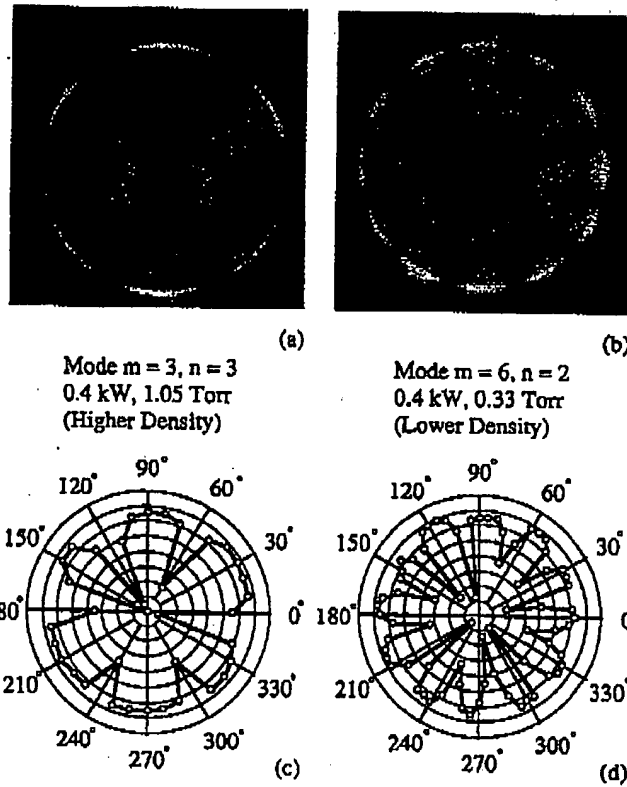 (a)
(b)
Mode m = 3, n = 3
0.4 kW, 1.05 Torr
(Higher Density)
Mode m = 6, n = 2
0.4 kW, 0.33 Torr
(Lower Density)
90°
120°
60°
150°
30°
80°
0°
210°
330°
240°
300°
270°
(c)
90°
120°
60°
150°
30°
180°
0
210°
330°
240°
300°
270°
(d)